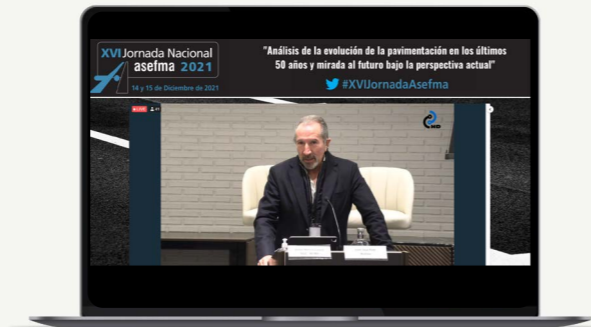 XVI Jornada Nacional
asefma 2021
14 y 15 de Diciembre de 2021
"Análisis de la evolución de la pavimentación en los últimos
50 años y mirada al futuro bajo la perspectiva actual"
#XVIJornadaAsefma
LIVE